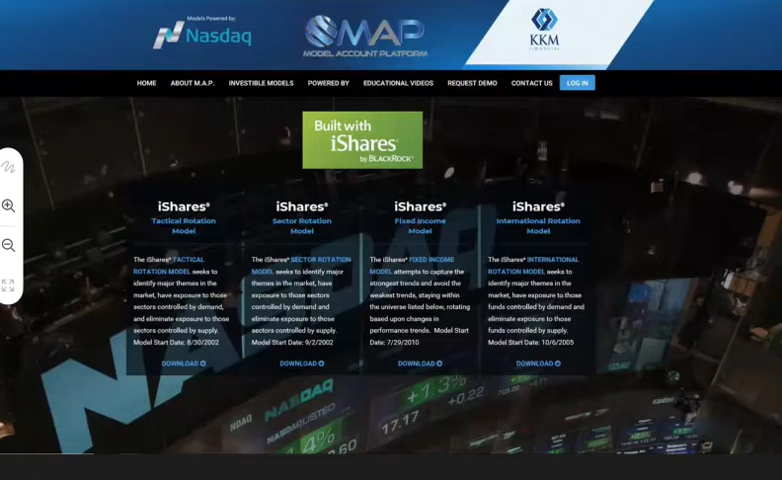 Models Powered by:
Nasdaq
MAP
MODEL ACCOUNT PLATFORM
KKM
FINANCIAL
HOME ABOUT M.A.P. INVESTIBLE MODELS POWERED BY EDUCATIONAL VIDEOS REQUEST DEMO CONTACT US LOG IN
Built with
iShares®
by BLACKROCK®
iShares®
Tactical Rotation
Model
The iShares® TACTICAL
ROTATION MODEL seeks to
identify major themes in the
market, have exposure to those
sectors controlled by demand,
and eliminate exposure to those
sectors controlled by supply.
Model Start Date: 8/30/2002
DOWNLOAD
iShares®
Sector Rotation
Model
The iShares® SECTOR ROTATION
MODEL seeks to identify major
themes in the market, have
exposure to those sectors
controlled by demand and
eliminate exposure to those
sectors controlled by supply.
Model Start Date: 9/2/2002
DOWNLOAD
iShares®
Fixed Income
Model
The iShares® FIXED INCOME
MODEL attempts to capture the
strongest trends and avoid the
weakest trends, staying within
the universe listed below, rotating
based upon changes in
performance trends. Model Start
Date: 7/29/2010
DOWNLOAD
iShares®
International Rotation
Model
The iShares® INTERNATIONAL
ROTATION MODEL seeks to
identify major themes in the
market, have exposure to those
funds controlled by demand and
eliminate exposure to those
funds controlled by supply.
Model Start Date: 10/6/2005
DOWNLOAD
NASDAQ
NDAQ
NASDAQ
NASDAQ LISTED
+1.3%
17.17
+0.22
4%